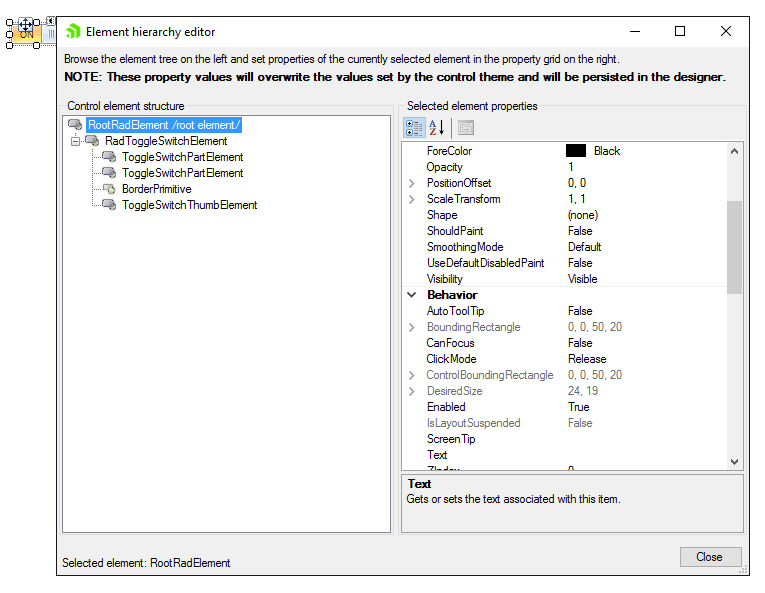 ON
Element hierarchy editor
Browse the element tree on the left and set properties of the currently selected element in the property grid on the right.
NOTE: These property values will overwrite the values set by the control theme and will be persisted in the designer.
Control element structure
RootRadElement /root element/
RadToggleSwitchElement
ToggleSwitchPartElement
ToggleSwitchPartElement
BorderPrimitive
ToggleSwitchThumbElement
Selected element properties
ForeColor Black
Opacity 1
PositionOffset 0, 0
ScaleTransform 1, 1
Shape (none)
ShouldPaint False
SmoothingMode Default
UseDefaultDisabledPaint False
Visibility Visible
Behavior
AutoToolTip False
BoundingRectangle 0, 0, 50, 20
CanFocus False
ClickMode Release
ControlBoundingRectangle 0, 0, 50, 20
DesiredSize 24, 19
Enabled True
IsLayoutSuspended False
ScreenTip
Text
ZIndex 0
Text
Gets or sets the text associated with this item.
Selected element: RootRadElement
Close